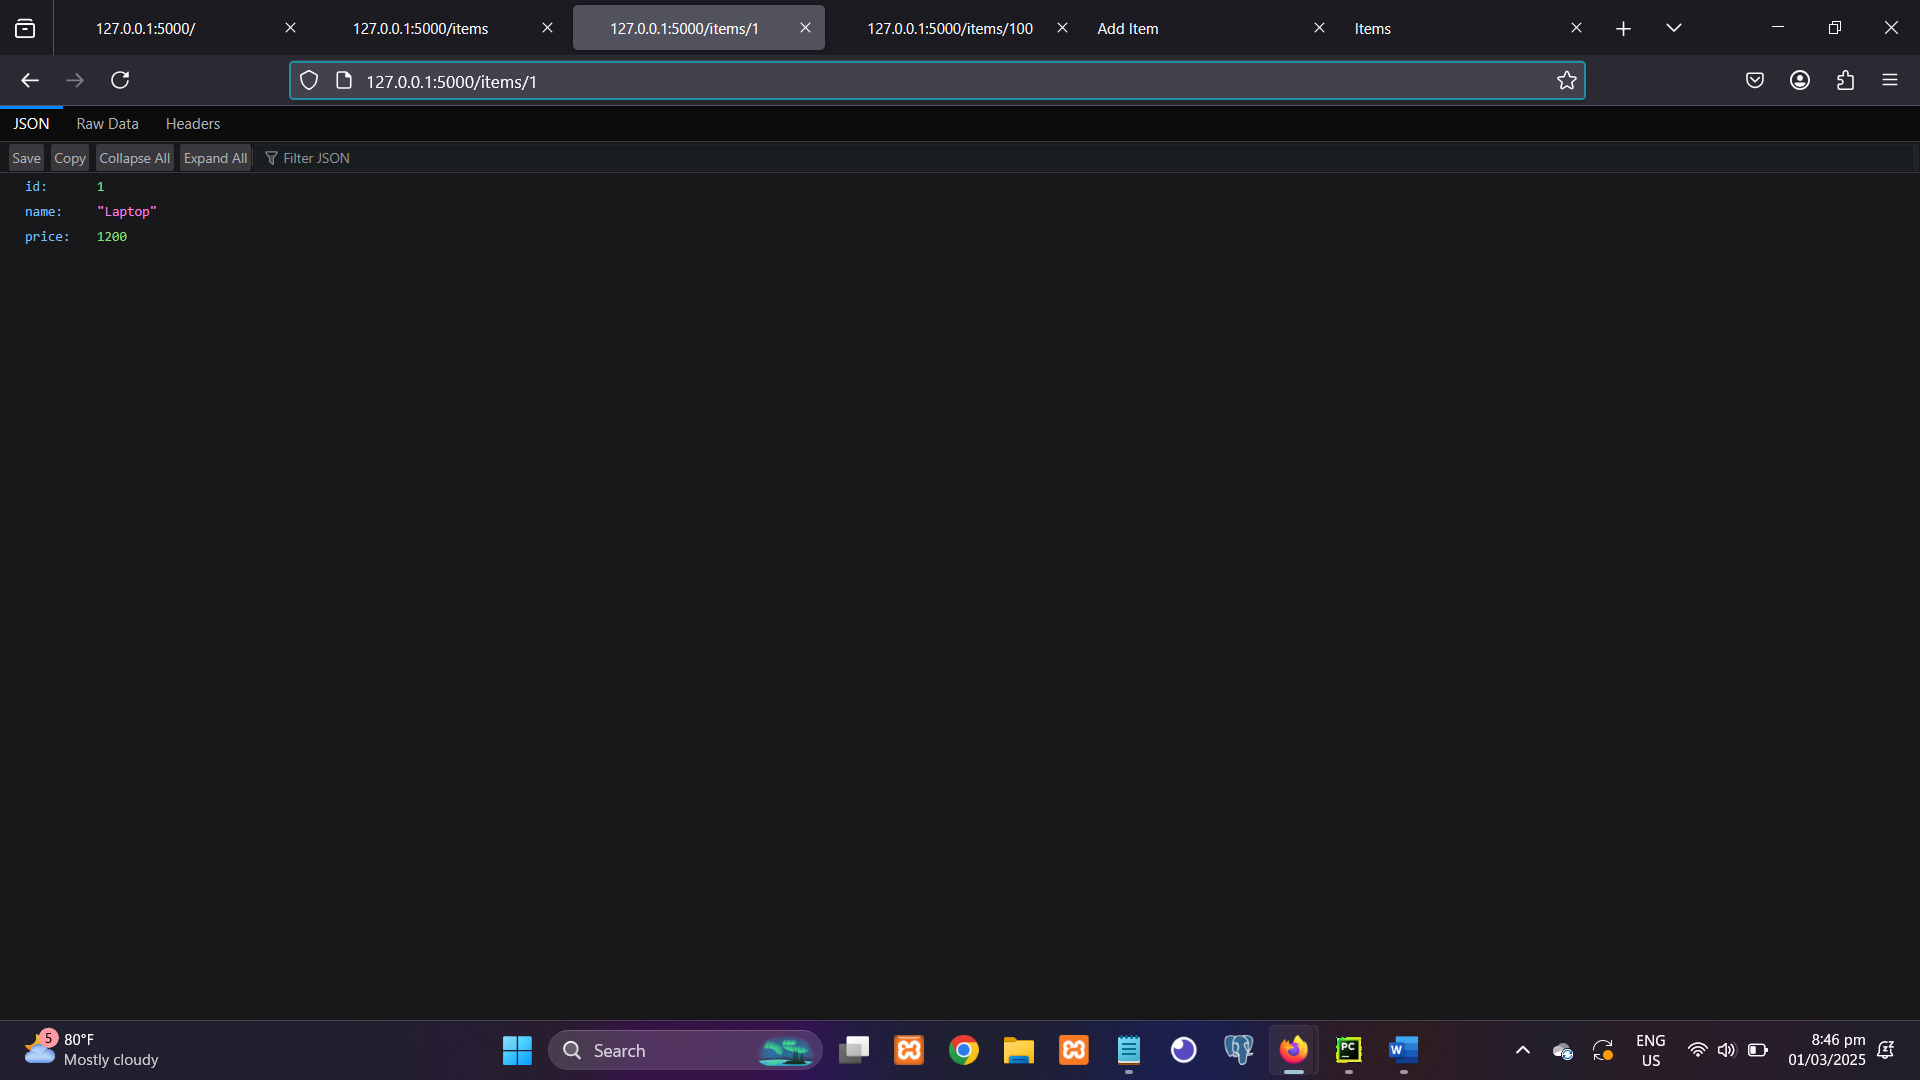 127.0.0.1:5000/
127.0.0.1:5000/items
127.0.0.1:5000/items/1
127.0.0.1:5000/items/100
Add Item
Items
127.0.0.1:5000/items/1
JSON Raw Data Headers
Save Copy Collapse All Expand All Filter JSON
id: 1
name: "Laptop"
price: 1200
5
80°F
Mostly cloudy
Search
PC
W
ENG
US
8:46 pm
01/03/2025